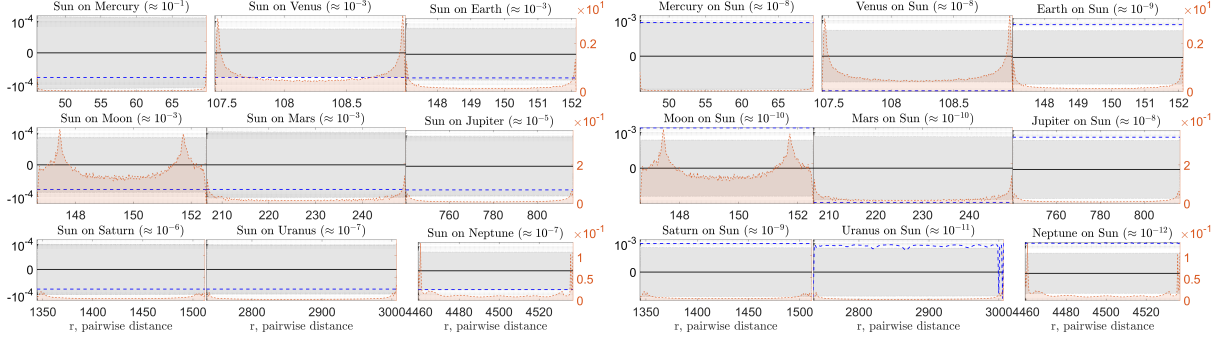 Sun on Mercury (≈ 10⁻¹) Sun on Venus (≈ 10⁻³) Sun on Earth (≈ 10⁻³) ×10¹ Mercury on Sun (≈ 10⁻⁸) Venus on Sun (≈ 10⁻⁸) Earth on Sun (≈ 10⁻⁹) ×10¹
10⁻⁴ 0.2 10⁻³ 0.2
0 0
-10⁻⁴ 0 0
50 55 60 65 107.5 108 108.5 148 149 150 151 152 50 55 60 65 107.5 108 108.5 148 149 150 151 152
Sun on Moon (≈ 10⁻³) Sun on Mars (≈ 10⁻³) Sun on Jupiter (≈ 10⁻⁵) ×10⁻¹ Moon on Sun (≈ 10⁻¹⁰) Mars on Sun (≈ 10⁻¹⁰) Jupiter on Sun (≈ 10⁻⁸) ×10⁻¹
10⁻⁴ 10⁻³
0 2 0 2
-10⁻⁴ 0 0
148 150 152 210 220 230 240 760 780 800 148 150 152 210 220 230 240 760 780 800
Sun on Saturn (≈ 10⁻⁶) Sun on Uranus (≈ 10⁻⁷) Sun on Neptune (≈ 10⁻⁷) ×10⁻¹ Saturn on Sun (≈ 10⁻⁹) Uranus on Sun (≈ 10⁻¹¹) Neptune on Sun (≈ 10⁻¹²) ×10⁻¹
10⁻⁴ 1 10⁻³ 1
0 0.5 0 0.5
-10⁻⁴ 0 0
1350 1400 1450 1500 2800 2900 3000 4460 4480 4500 4520 1350 1400 1450 1500 2800 2900 3000 4460 4480 4500 4520
r, pairwise distance r, pairwise distance r, pairwise distance r, pairwise distance r, pairwise distance r, pairwise distance